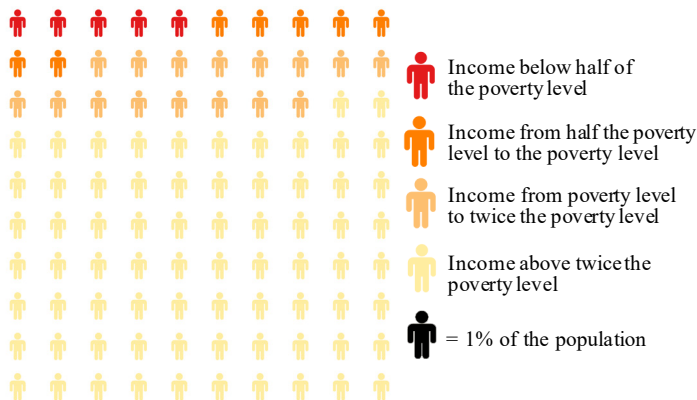 Income below half of
the poverty level
Income from half the poverty
level to the poverty level
Income from poverty level
to twice the poverty level
Income above twice the
poverty level
= 1% of the population